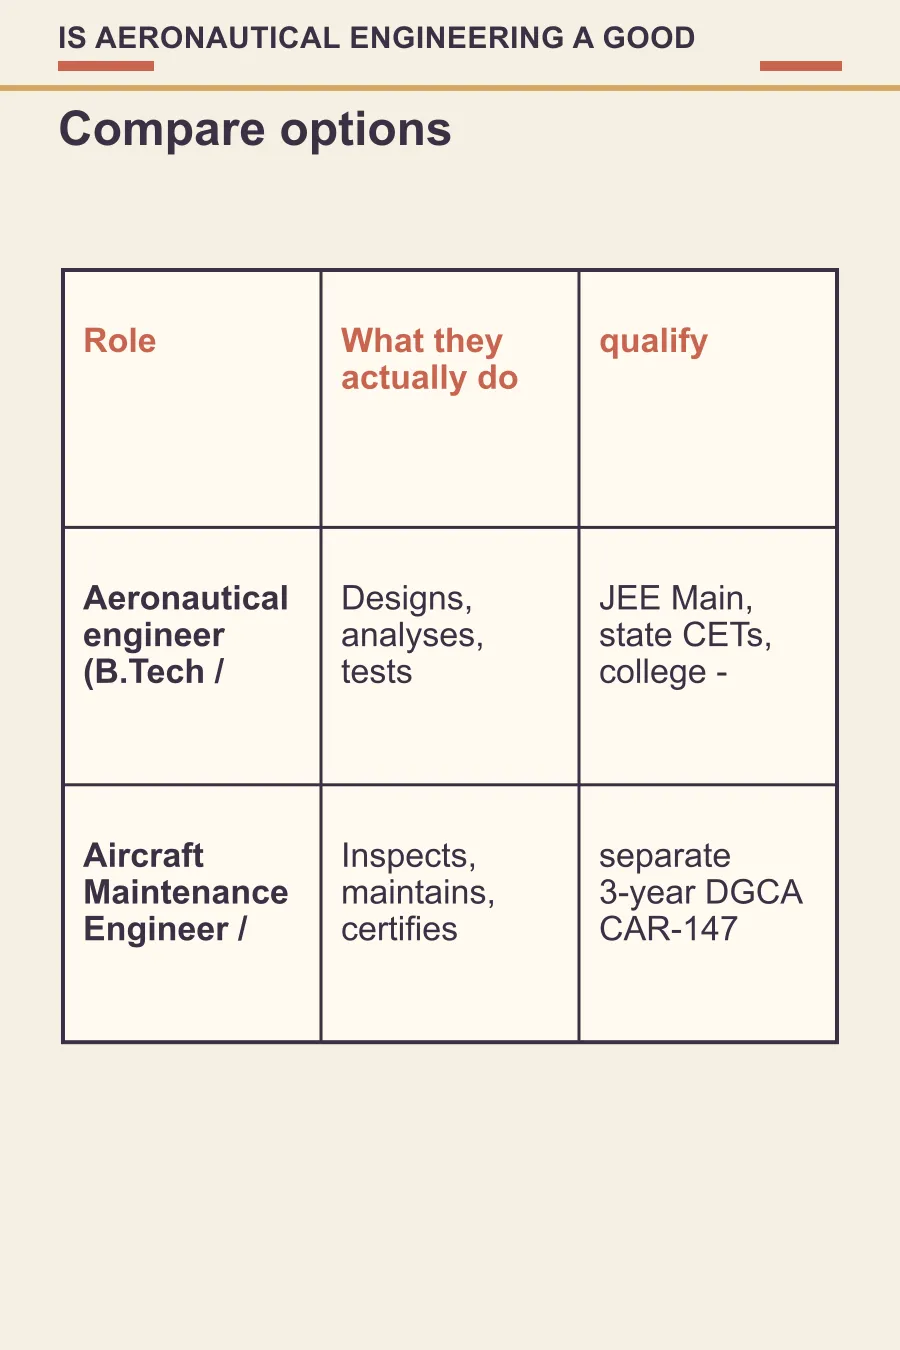 IS AERONAUTICAL ENGINEERING A GOOD
Compare options
Role
What they
actually do
qualify
Aeronautical
engineer
(B.Tech /
Designs,
analyses,
tests
JEE Main,
state CETs,
college -
Aircraft
Maintenance
Engineer /
Inspects,
maintains,
certifies
separate
3-year DGCA
CAR-147